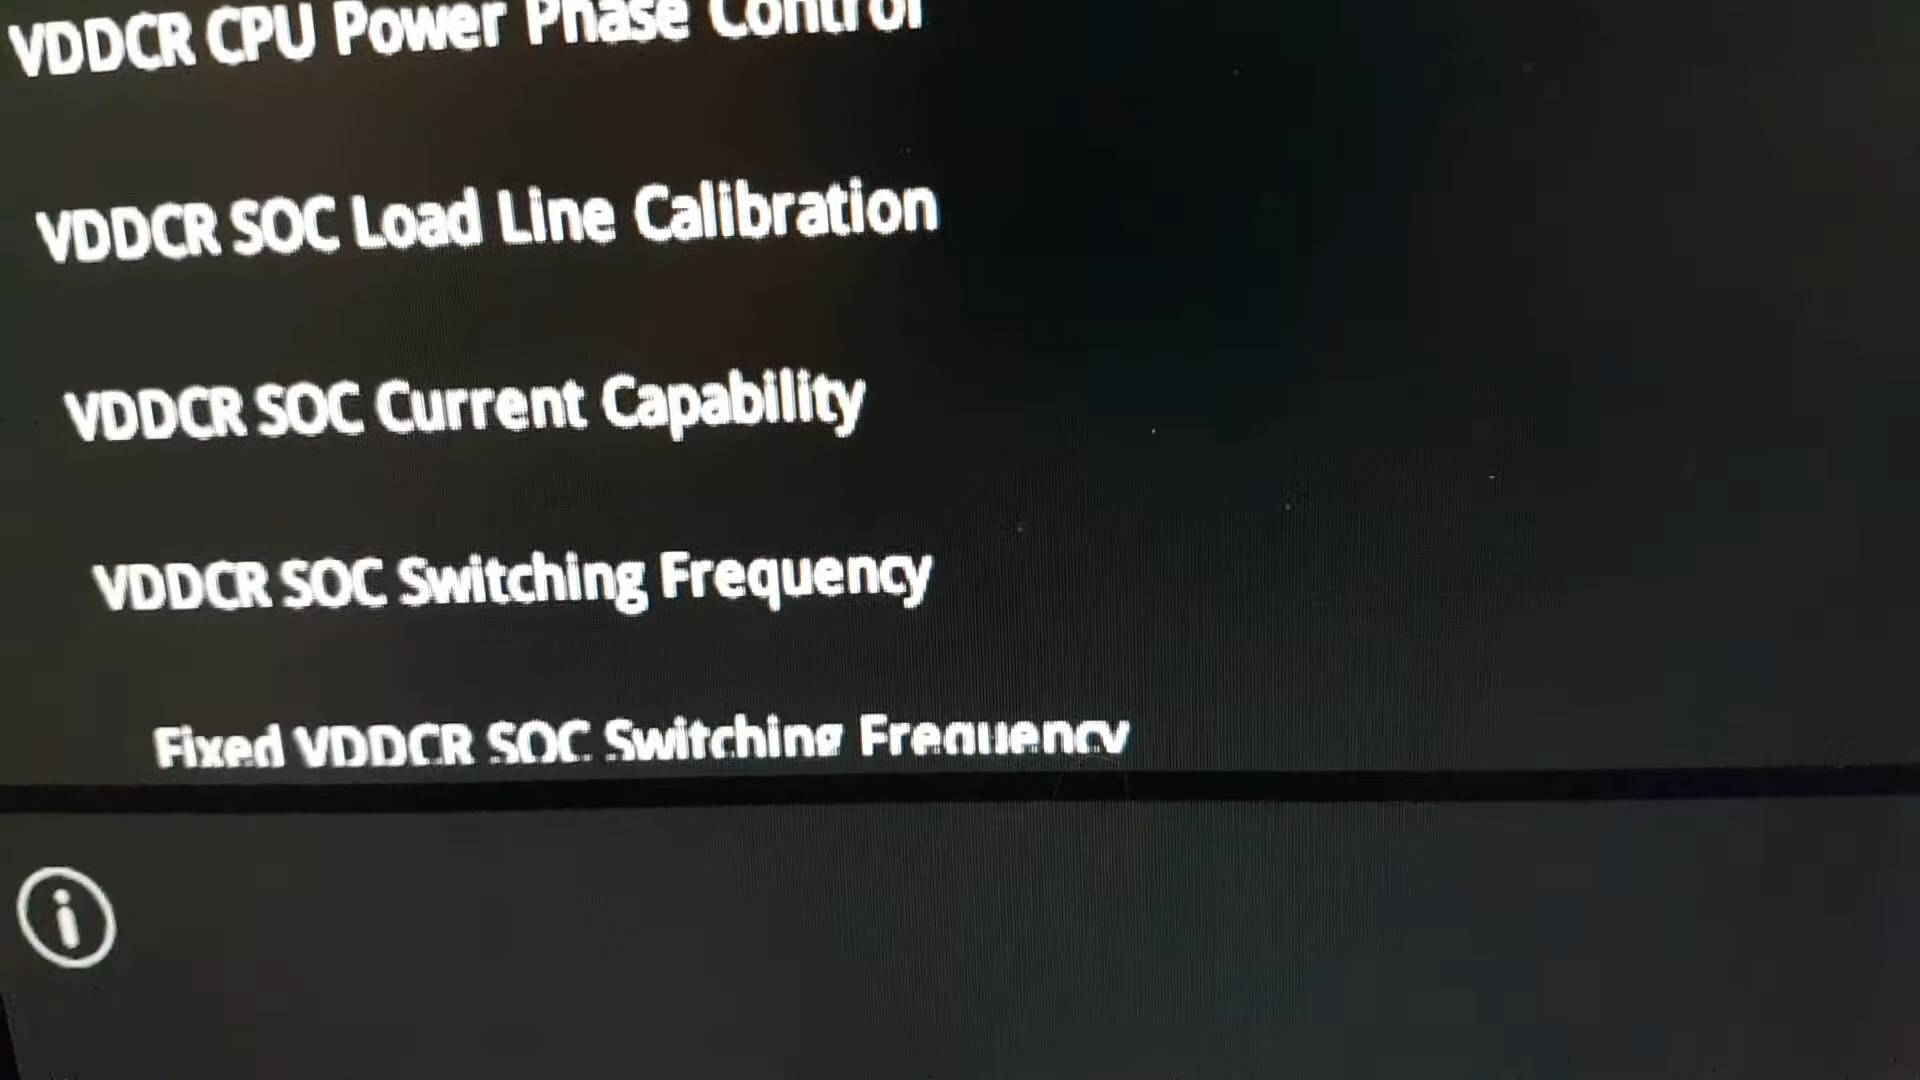 VDDCR CPU Power Phase Control
VDDCR SOC Load Line Calibration
VDDCR SOC Current Capability
VDDCR SOC Switching Frequency
Fixed VDDCR SOC Switching Frequency
i